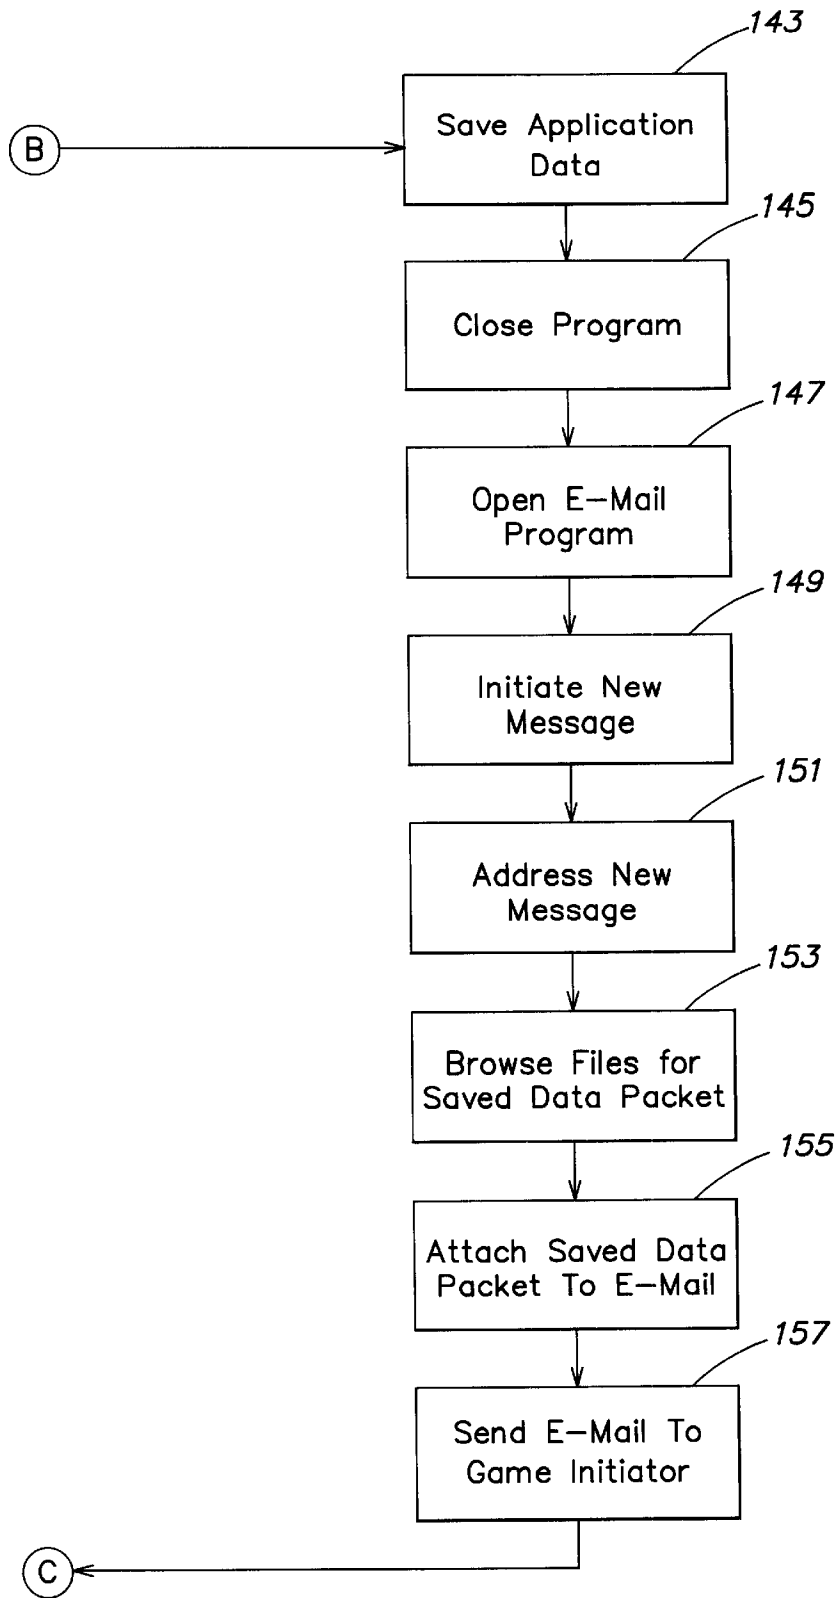 143
B
Save Application
Data
145
Close Program
147
Open E-Mail
Program
149
Initiate New
Message
151
Address New
Message
153
Browse Files for
Saved Data Packet
155
Attach Saved Data
Packet To E-Mail
157
Send E-Mail To
Game Initiator
C